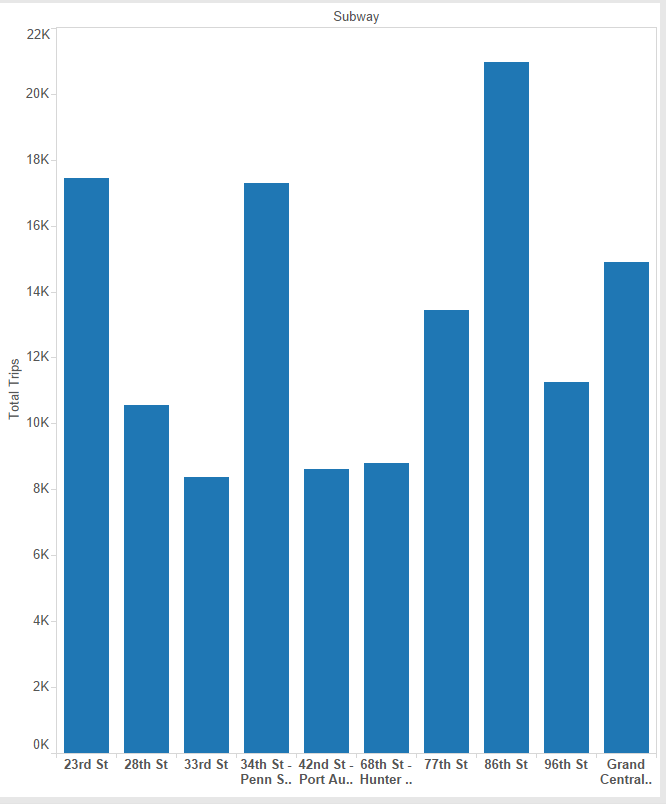 Subway
22K
20K
18K
16K
14K
12K
10K
8K
6K
4K
2K
0K
Total Trips
23rd St
28th St
33rd St
34th St -
Penn S..
42nd St -
Port Au..
68th St -
Hunter ..
77th St
86th St
96th St
Grand
Central..